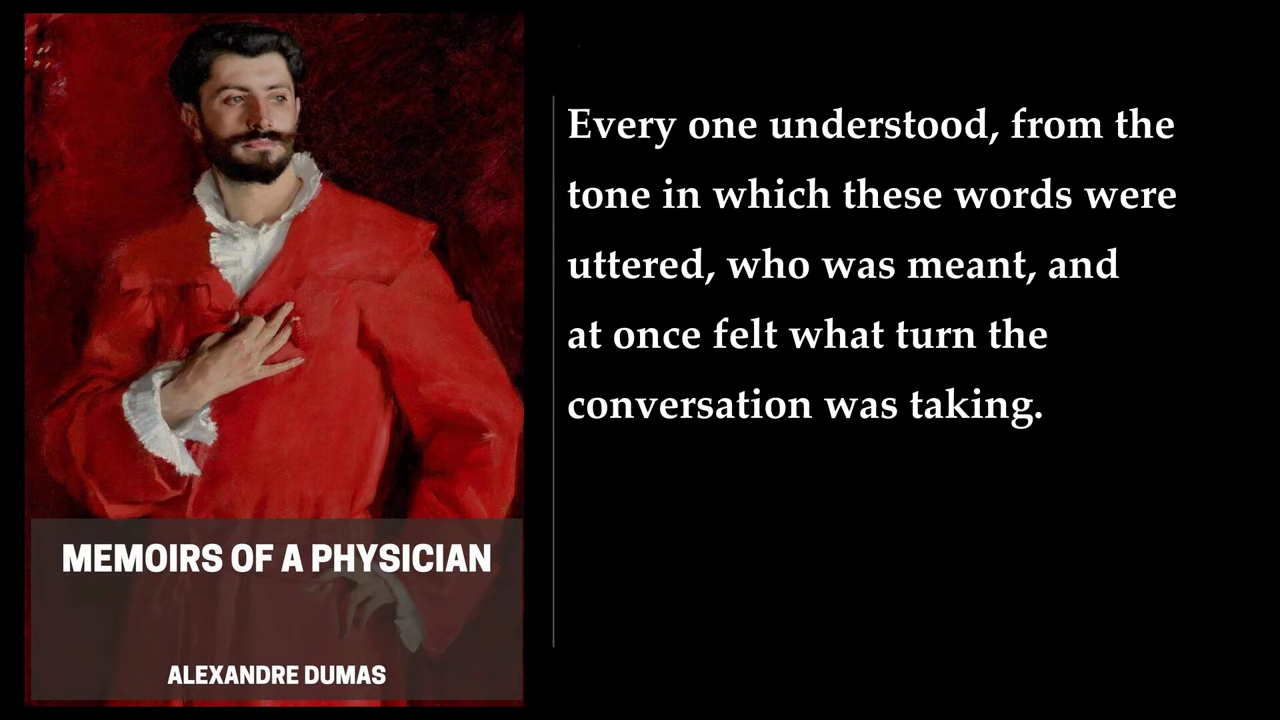 MEMOIRS OF A PHYSICIAN
ALEXANDRE DUMAS
Every one understood, from the
tone in which these words were
uttered, who was meant, and
at once felt what turn the
conversation was taking.